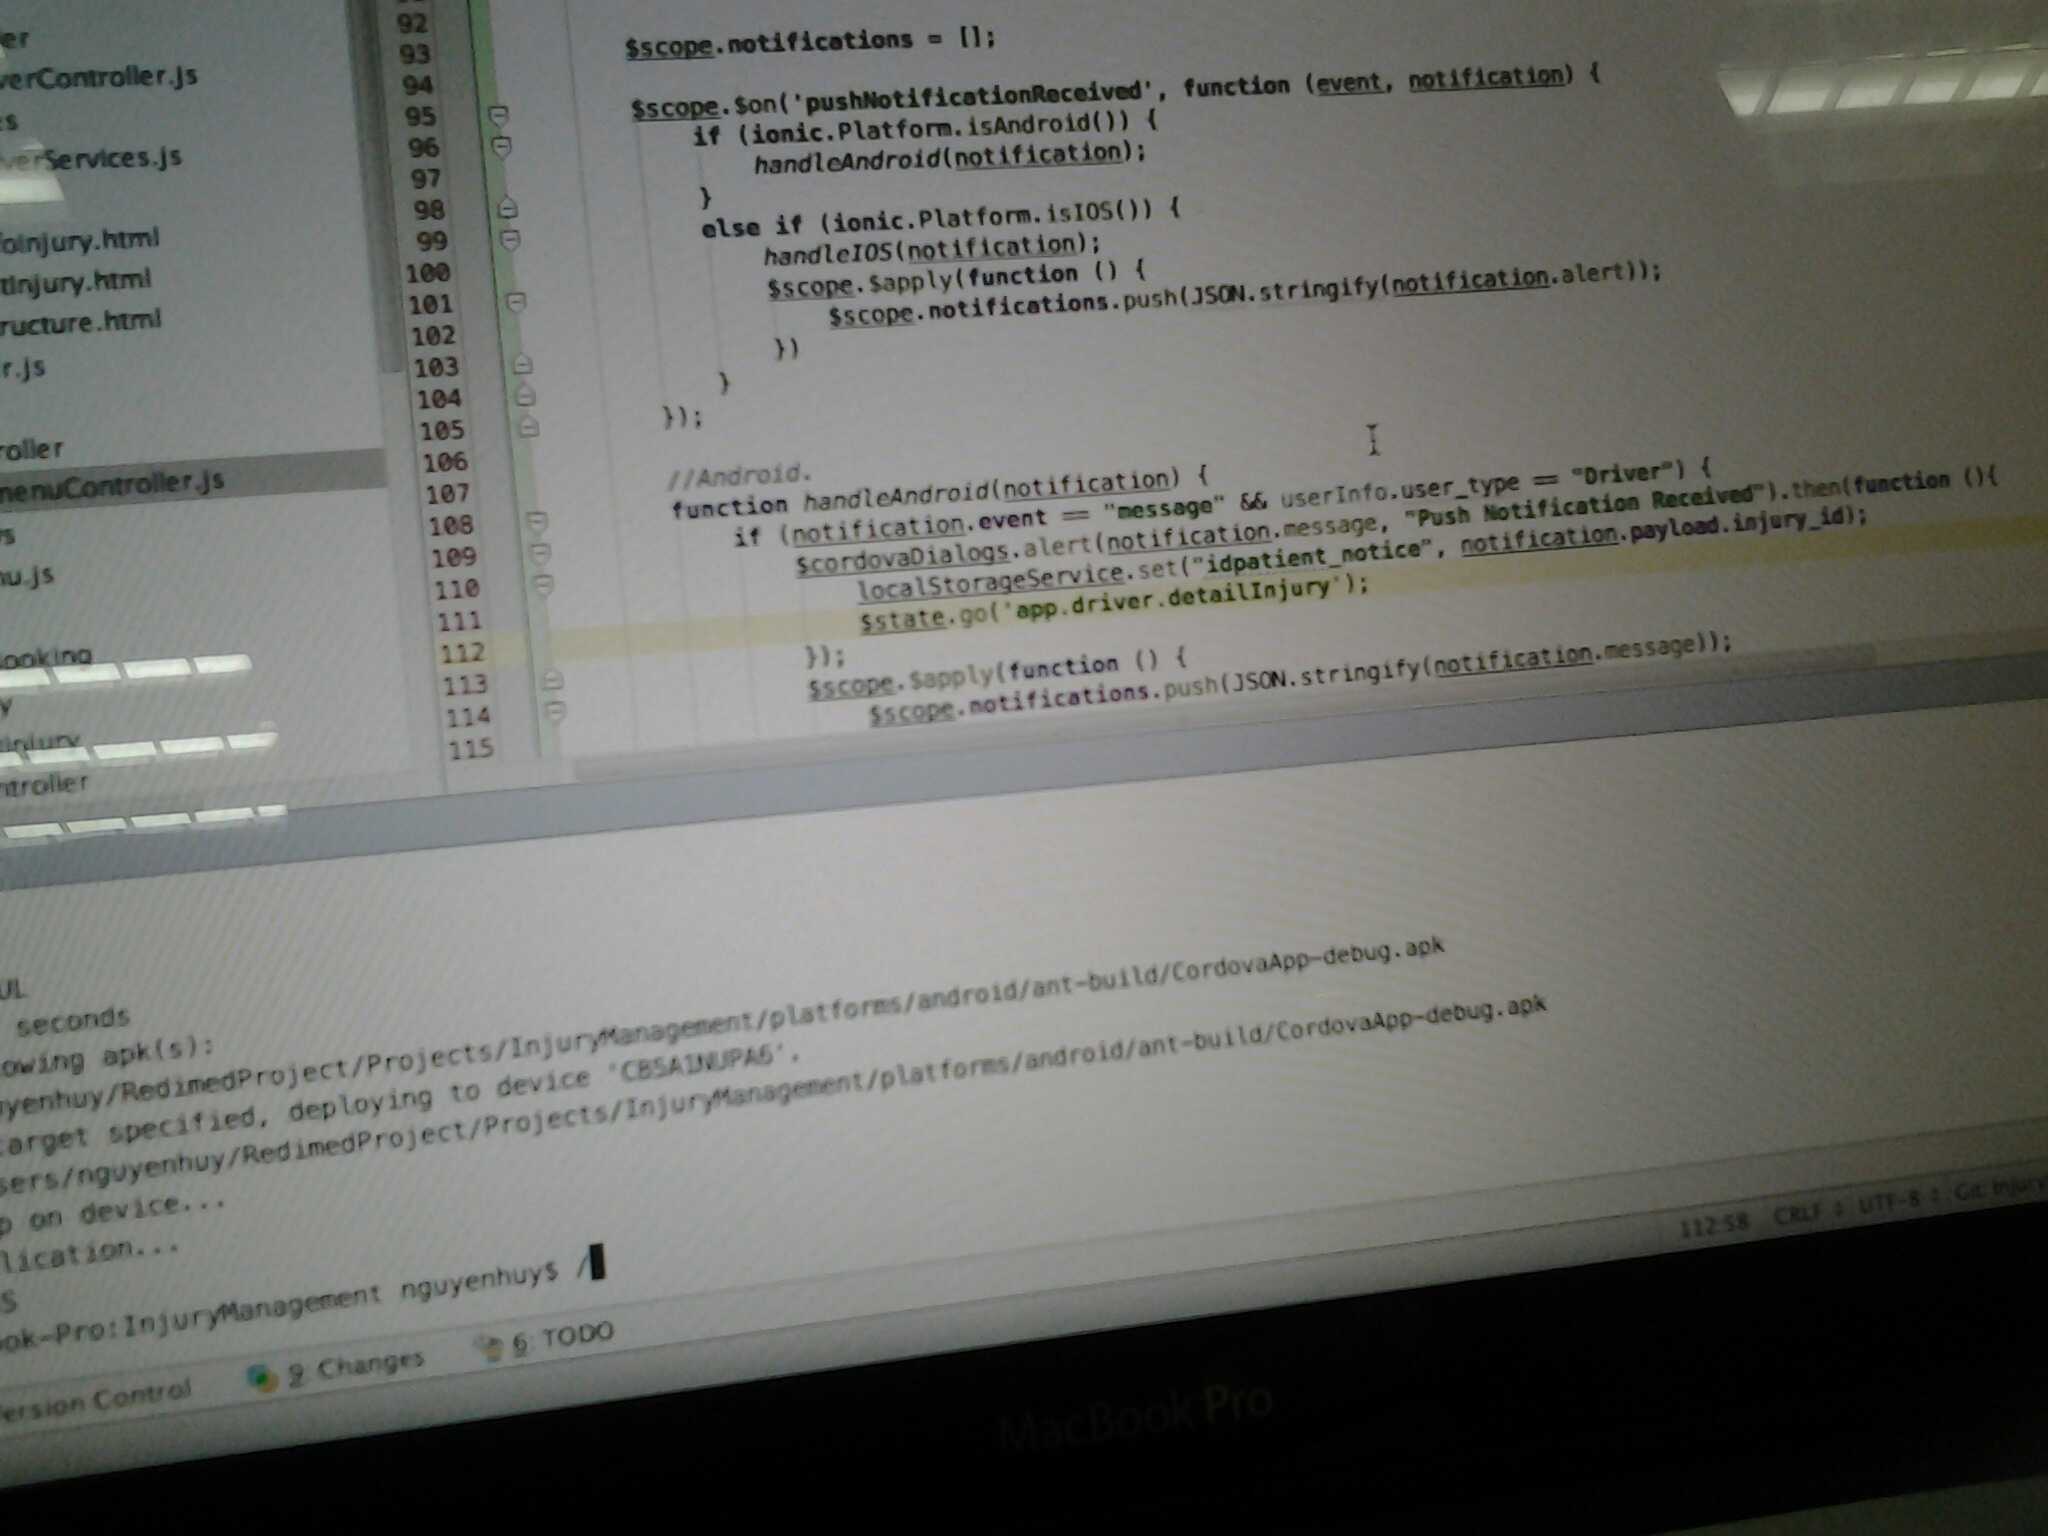 er
verController.js
s
verServices.js
foinjury.html
tinjury.html
ructure.html
r.js
roller
menuController.js
s
nu.js
ooking
y
injury
ntroller
92
93
94
95
96
97
98
99
100
101
102
103
104
105
106
107
108
109
110
111
112
113
114
115
$scope.notifications = [];
$scope.$on('pushNotificationReceived', function (event, notification) {
if (ionic.Platform.isAndroid()) {
handleAndroid(notification);
}
else if (ionic.Platform.isIOS()) {
handleIOS(notification);
$scope.$apply(function () {
$scope.notifications.push(JSON.stringify(notification.alert));
})
}
});
//Android.
function handleAndroid(notification) {
if (notification.event == "message" && userInfo.user_type == "Driver") {
$cordovaDialogs.alert(notification.message, "Push Notification Received").then(function (){
localStorageService.set("idpatient_notice", notification.payload.injury_id);
$state.go('app.driver.detailInjury');
});
$scope.$apply(function () {
$scope.notifications.push(JSON.stringify(notification.message));
UL
seconds
owing apk(s):
uyenhuy/RedimedProject/Projects/InjuryManagement/platforms/android/ant-build/CordovaApp-debug.apk
target specified, deploying to device 'CB5A1NUPA6'.
sers/nguyenhuy/RedimedProject/Projects/InjuryManagement/platforms/android/ant-build/CordovaApp-debug.apk
p on device...
lication...
S
ook-Pro:InjuryManagement nguyenhuy$ /
ersion Control 9 Changes 6 TODO
112:58 CRLF UTF-8 Git: Injury
MacBook Pro